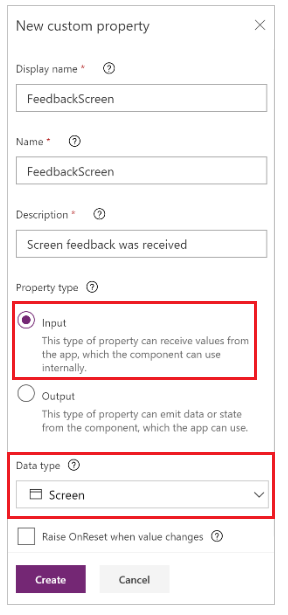 New custom property
Display name *
FeedbackScreen
Name *
FeedbackScreen
Description *
Screen feedback was received
Property type
Input
This type of property can receive values from
the app, which the component can use
internally.
Output
This type of property can emit data or state
from the component, which the app can use.
Data type
Screen
Raise OnReset when value changes
Create Cancel